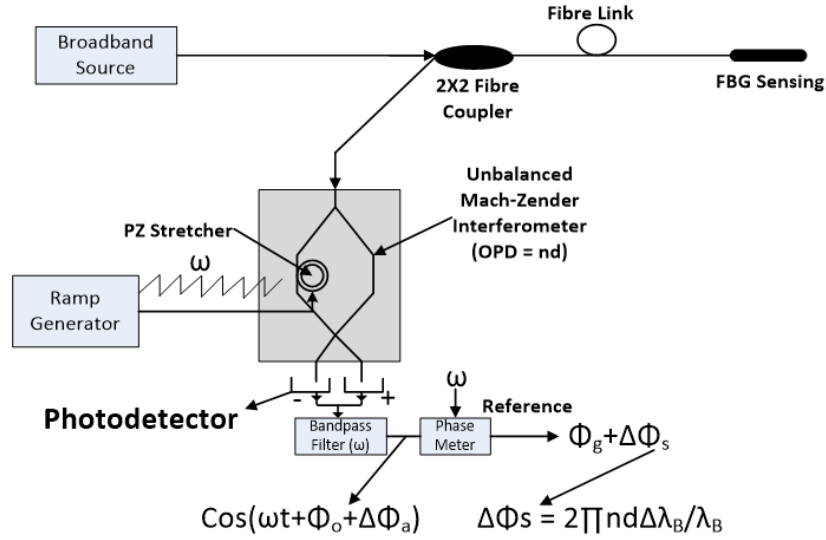 Fibre Link
Broadband
Source
2X2 Fibre
Coupler
FBG Sensing
Unbalanced
Mach-Zender
Interferometer
(OPD = nd)
PZ Stretcher
ω
Ramp
Generator
- +
Photodetector
ω
Reference
Bandpass
Filter (ω)
Phase
Meter
Φg+ΔΦs
Cos(ωt+Φo+ΔΦa)
ΔΦs = 2∏ndΔλB/λB